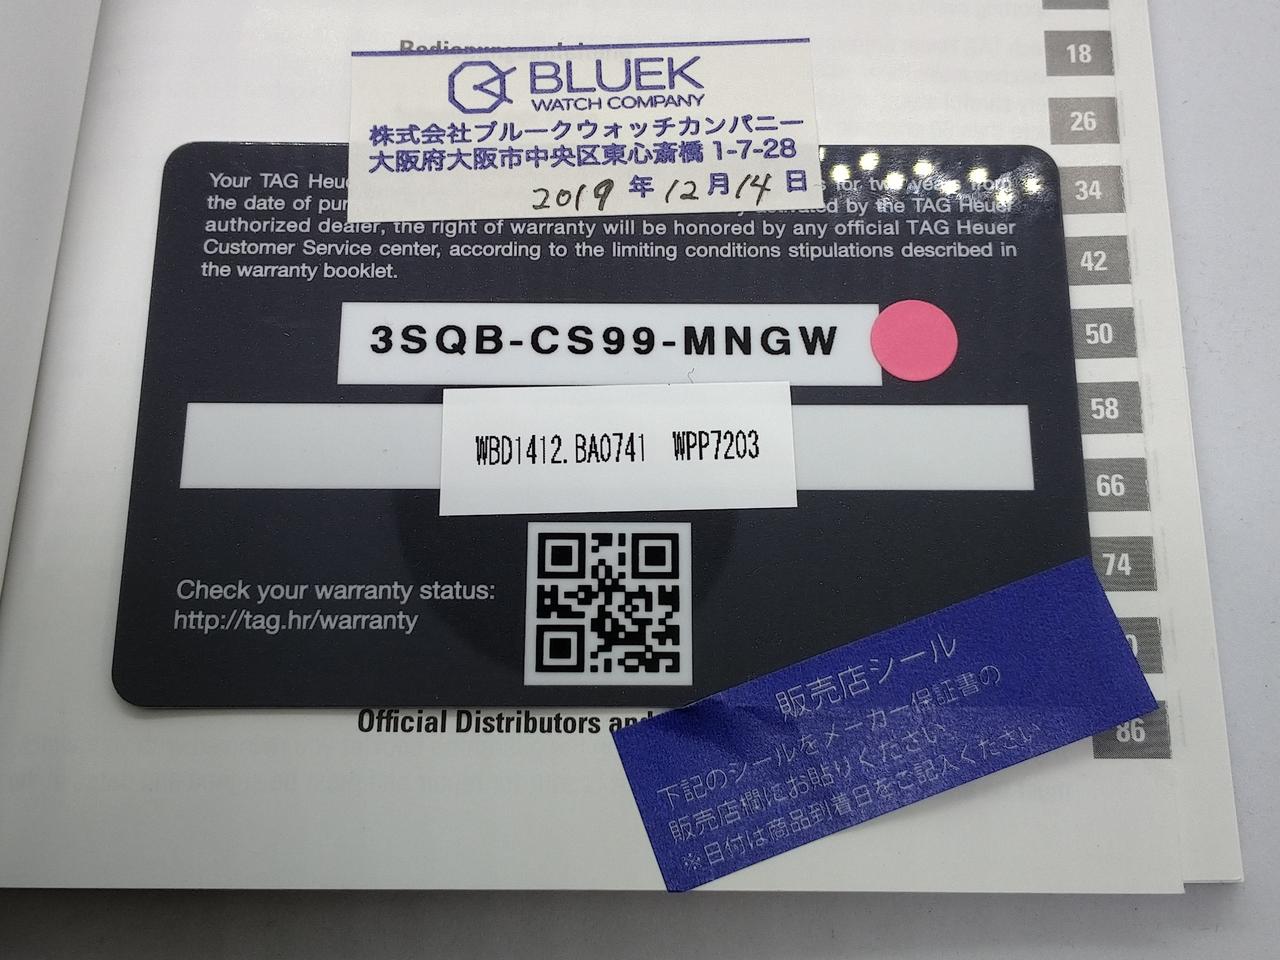 18
BLUEK
WATCH COMPANY
株式会社ブルークウォッチカンパニー
大阪府大阪市中央区東心斎橋 1-7-28
2019 年 12 月 14 日
26
34
42
50
58
66
74
86
Your TAG Heu for two years from
the date of pur by the TAG Heuer
authorized dealer, the right of warranty will be honored by any official TAG Heuer
Customer Service center, according to the limiting conditions stipulations described in
the warranty booklet.
3SQB-CS99-MNGW
WBD1412.BA0741 WPP7203
Check your warranty status:
http://tag.hr/warranty
Official Distributors and
販売店シール
下記のシールをメーカー保証書の
販売店欄にお貼りください。
※日付は商品到着日をご記入ください